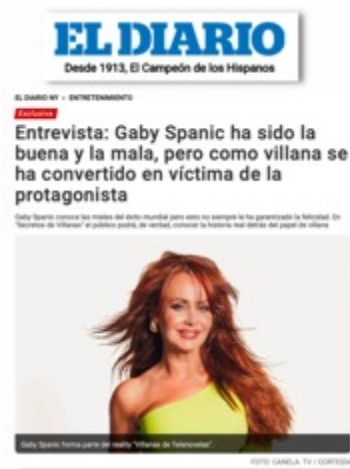 EL DIARIO
Desde 1913, El Campeón de los Hispanos
EL DIARIO NY > ENTRETENIMIENTO
Exclusiva
Entrevista: Gaby Spanic ha sido la
buena y la mala, pero como villana se
ha convertido en víctima de la
protagonista
Gaby Spanic conoce las mieles del éxito mundial pero esto no siempre le ha garantizado la felicidad. En
"Secretos de Villanas" el público podrá, de verdad, conocer la historia real detrás del papel de villana
Gaby Spanic forma parte del reality "Villanas de Telenovelas".
FOTO: CANELA. TV / CORTESÍA